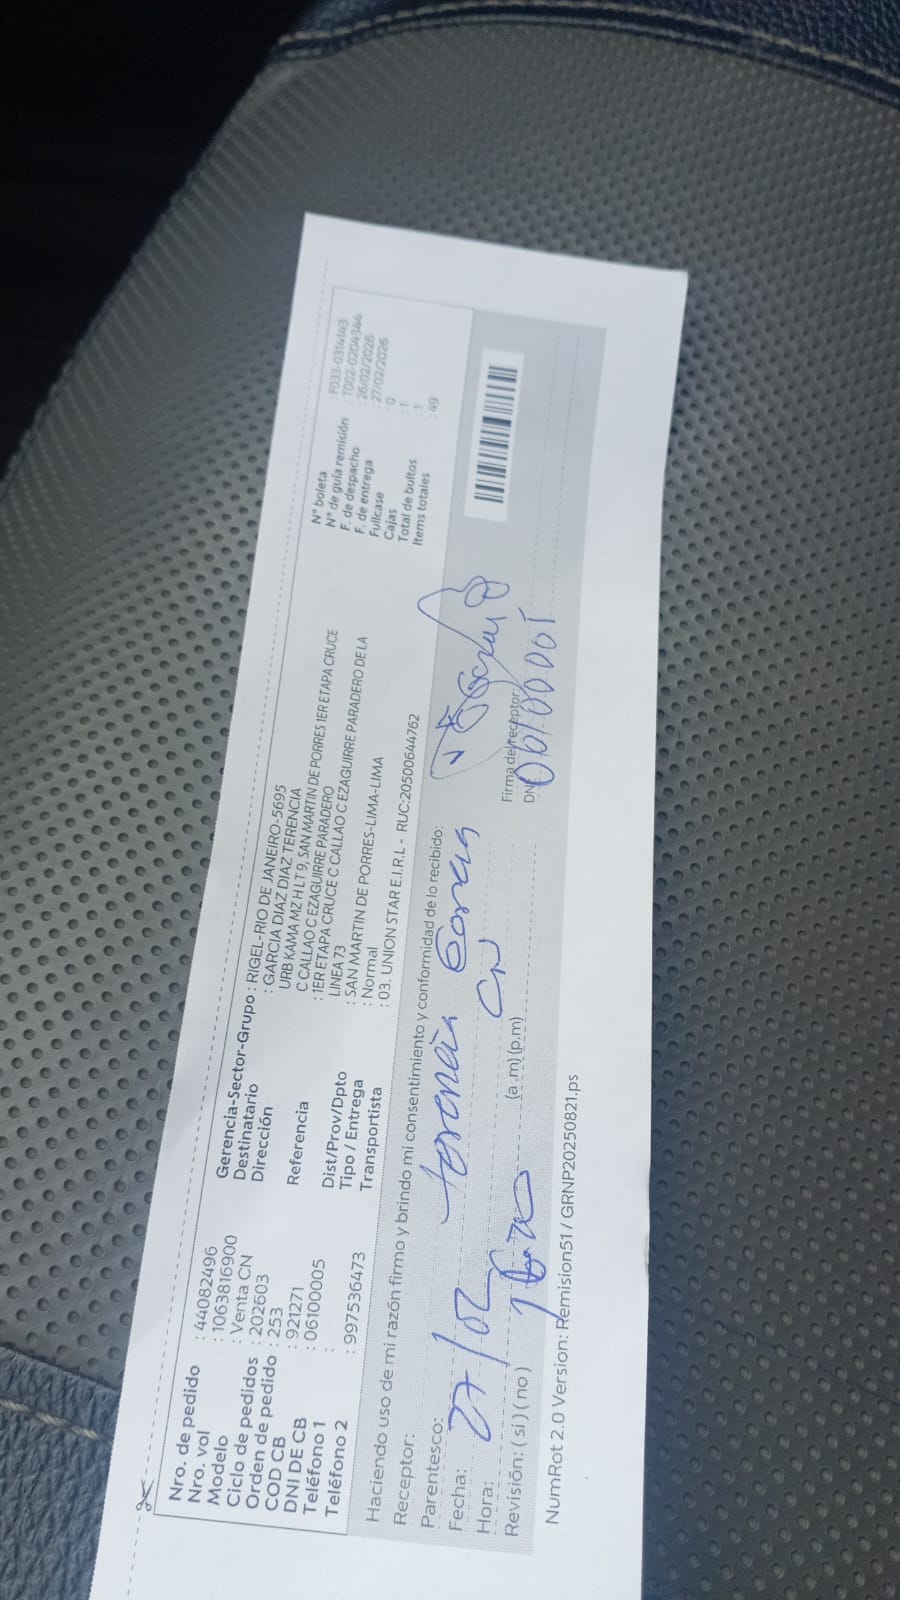 Nro. de pedido : 440824496
Nro. vol : 1063816900
Modelo : Venta CN
Ciclo de pedidos : 202603
Orden de pedido : 253
COD CB : 921271
DNI DE CB : 06100005
Teléfono 1 :
Teléfono 2 : 997536473
Gerencia-Sector-Grupo : RIGEL-RIO DE JANEIRO-5695
Destinatario : GARCIA DIAZ DIAZ TERENCIA
Dirección URB KAMA MZ H LT 9, SAN MARTIN DE PORRES 1ER ETAPA CRUCE
C CALLAO C EZAGUIRRE PARADERO
Referencia : 1ER ETAPA CRUCE C CALLAO C EZAGUIRRE PARADERO DE LA
LINEA 73
Dist/Prov/Dpto : SAN MARTIN DE PORRES-LIMA-LIMA
Tipo / Entrega : Normal
Transportista : 03. UNION STAR E.I.R.L - RUC:20500644762
N° boleta : F033-0314143
N° de guía remisión : T002-0204344
F. de despacho : 26/02/2026
F. de entrega : 27/02/2026
Fullcase : 0
Cajas : 1
Total de bultos : 1
Items totales : 49
Haciendo uso de mi razón firmo y brindo mi consentimiento y conformidad de lo recibido:
Receptor: terencia
Parentesco: CN
Fecha: 27/02
Hora: (a.m) (p.m)
Revisión: ( si ) ( no )
Firma del receptor:
DNI
NumRot 2.0 Version: Remision51 / GRNP20250821.ps